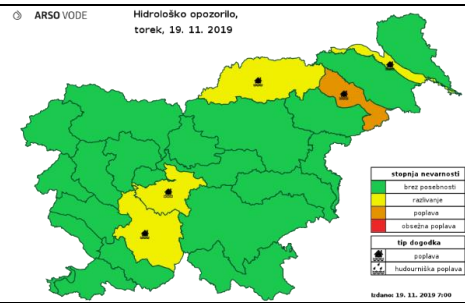 ARSO VODE
Hidrološko opozorilo,
torek, 19. 11. 2019
stopnja nevarnosti
brez posebnosti
razlivanje
poplava
obsežna poplava
tip dogodka
poplava
hudourniška poplava
Izdano: 19. 11. 2019 7:00